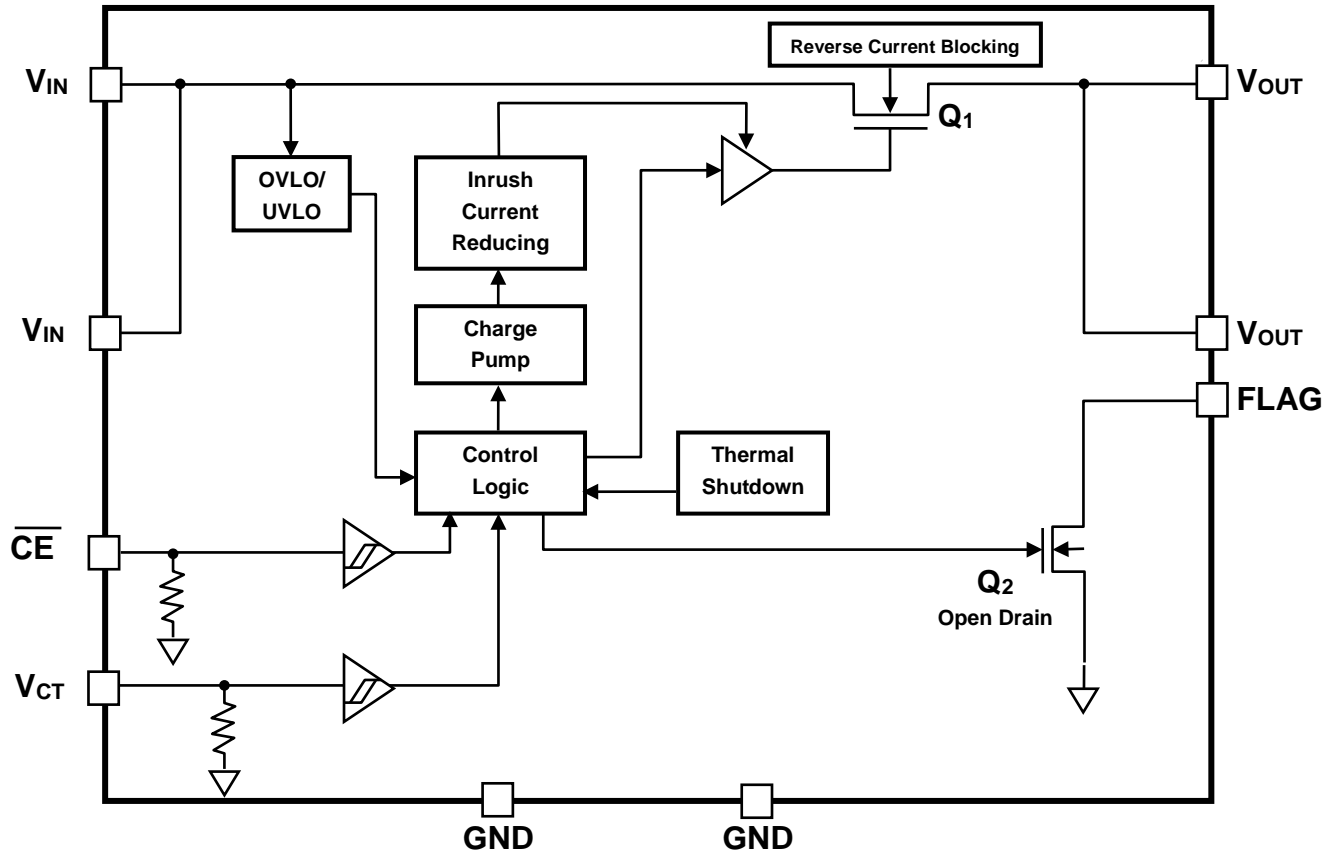 Reverse Current Blocking
VIN
VOUT
Q1
OVLO/
UVLO
Inrush
Current
Reducing
VIN
Charge
Pump
VOUT
FLAG
Control
Logic
Thermal
Shutdown
CE
Q2
Open Drain
VCT
GND
GND